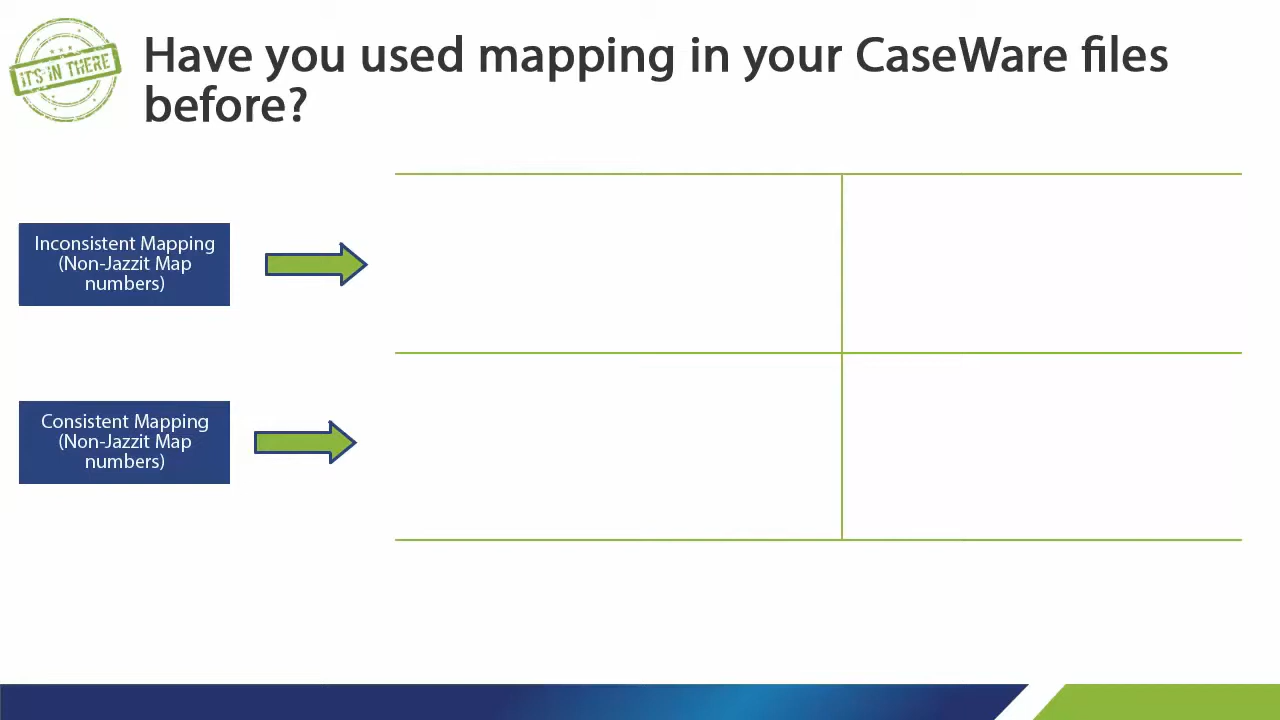 IT'S IN THERE
Have you used mapping in your CaseWare files
before?
Inconsistent Mapping
(Non-Jazzit Map
numbers)
Consistent Mapping
(Non-Jazzit Map
numbers)